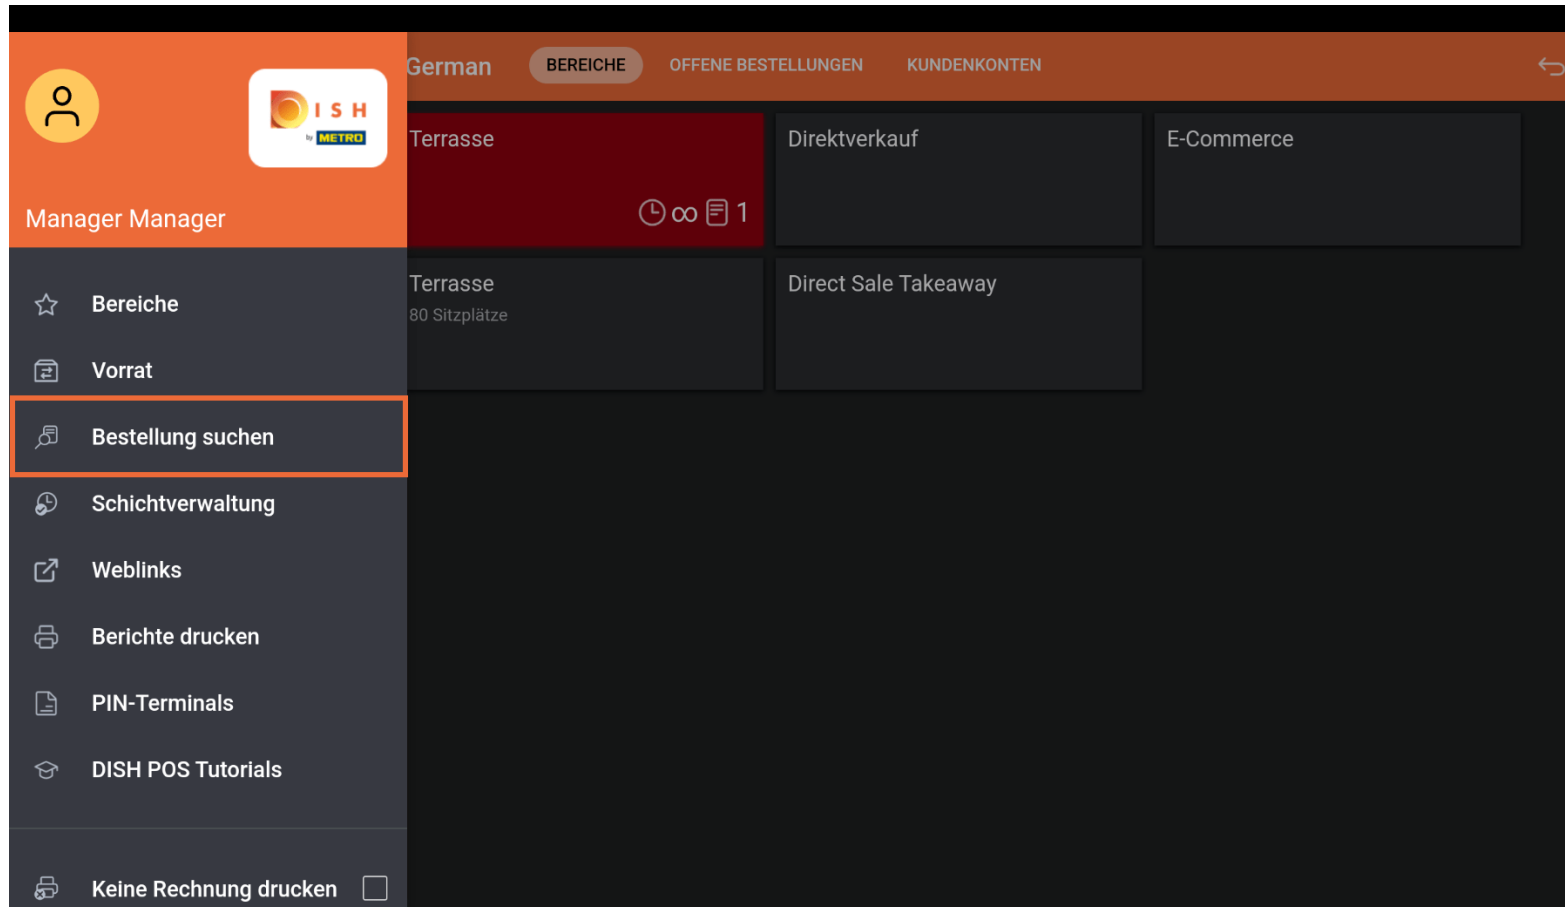 German
BEREICHE
OFFENE BESTELLUNGEN
KUNDENKONTEN
DISH
by METRO
Manager Manager
Bereiche
Vorrat
Bestellung suchen
Schichtverwaltung
Weblinks
Berichte drucken
PIN-Terminals
DISH POS Tutorials
Keine Rechnung drucken
Terrasse
∞ 1
Direktverkauf
E-Commerce
Terrasse
80 Sitzplätze
Direct Sale Takeaway